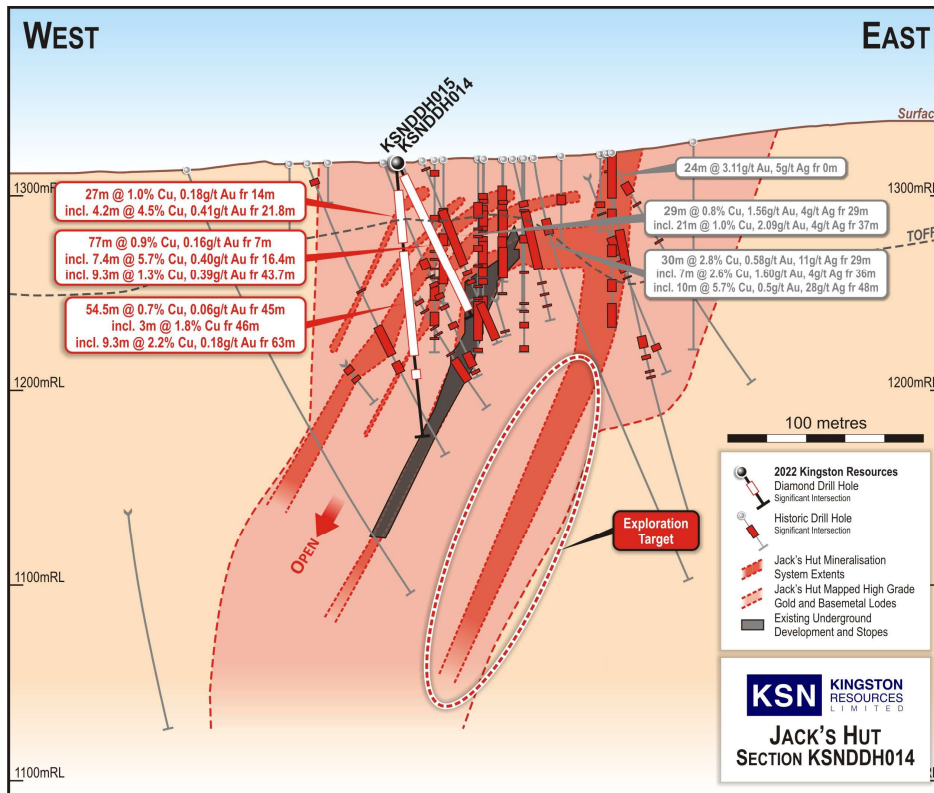 WEST
EAST
KSNDDH015
KSNDDH014
Surfac
1300mRL
1300mRL
TOFR
27m @ 1.0% Cu, 0.18g/t Au fr 14m
incl. 4.2m @ 4.5% Cu, 0.41g/t Au fr 21.8m
77m @ 0.9% Cu, 0.16g/t Au fr 7m
incl. 7.4m @ 5.7% Cu, 0.40g/t Au fr 16.4m
incl. 9.3m @ 1.3% Cu, 0.39g/t Au fr 43.7m
54.5m @ 0.7% Cu, 0.06g/t Au fr 45m
incl. 3m @ 1.8% Cu fr 46m
incl. 9.3m @ 2.2% Cu, 0.18g/t Au fr 63m
24m @ 3.11g/t Au, 5g/t Ag fr 0m
29m @ 0.8% Cu, 1.56g/t Au, 4g/t Ag fr 29m
incl. 21m @ 1.0% Cu, 2.09g/t Au, 4g/t Ag fr 37m
30m @ 2.8% Cu, 0.58g/t Au, 11g/t Ag fr 29m
incl. 7m @ 2.6% Cu, 1.60g/t Au, 4g/t Ag fr 36m
incl. 10m @ 5.7% Cu, 0.5g/t Au, 28g/t Ag fr 48m
1200mRL
1200mRL
100 metres
OPEN
Exploration
Target
1100mRL
1100mRL
2022 Kingston Resources
Diamond Drill Hole
Significant Intersection
Historic Drill Hole
Significant Intersection
Jack's Hut Mineralisation
System Extents
Jack's Hut Mapped High Grade
Gold and Basemetal Lodes
Existing Underground
Development and Stopes
KSN
KINGSTON
RESOURCES
LIMITED
JACK'S HUT
SECTION KSNDDH014
1100mRL